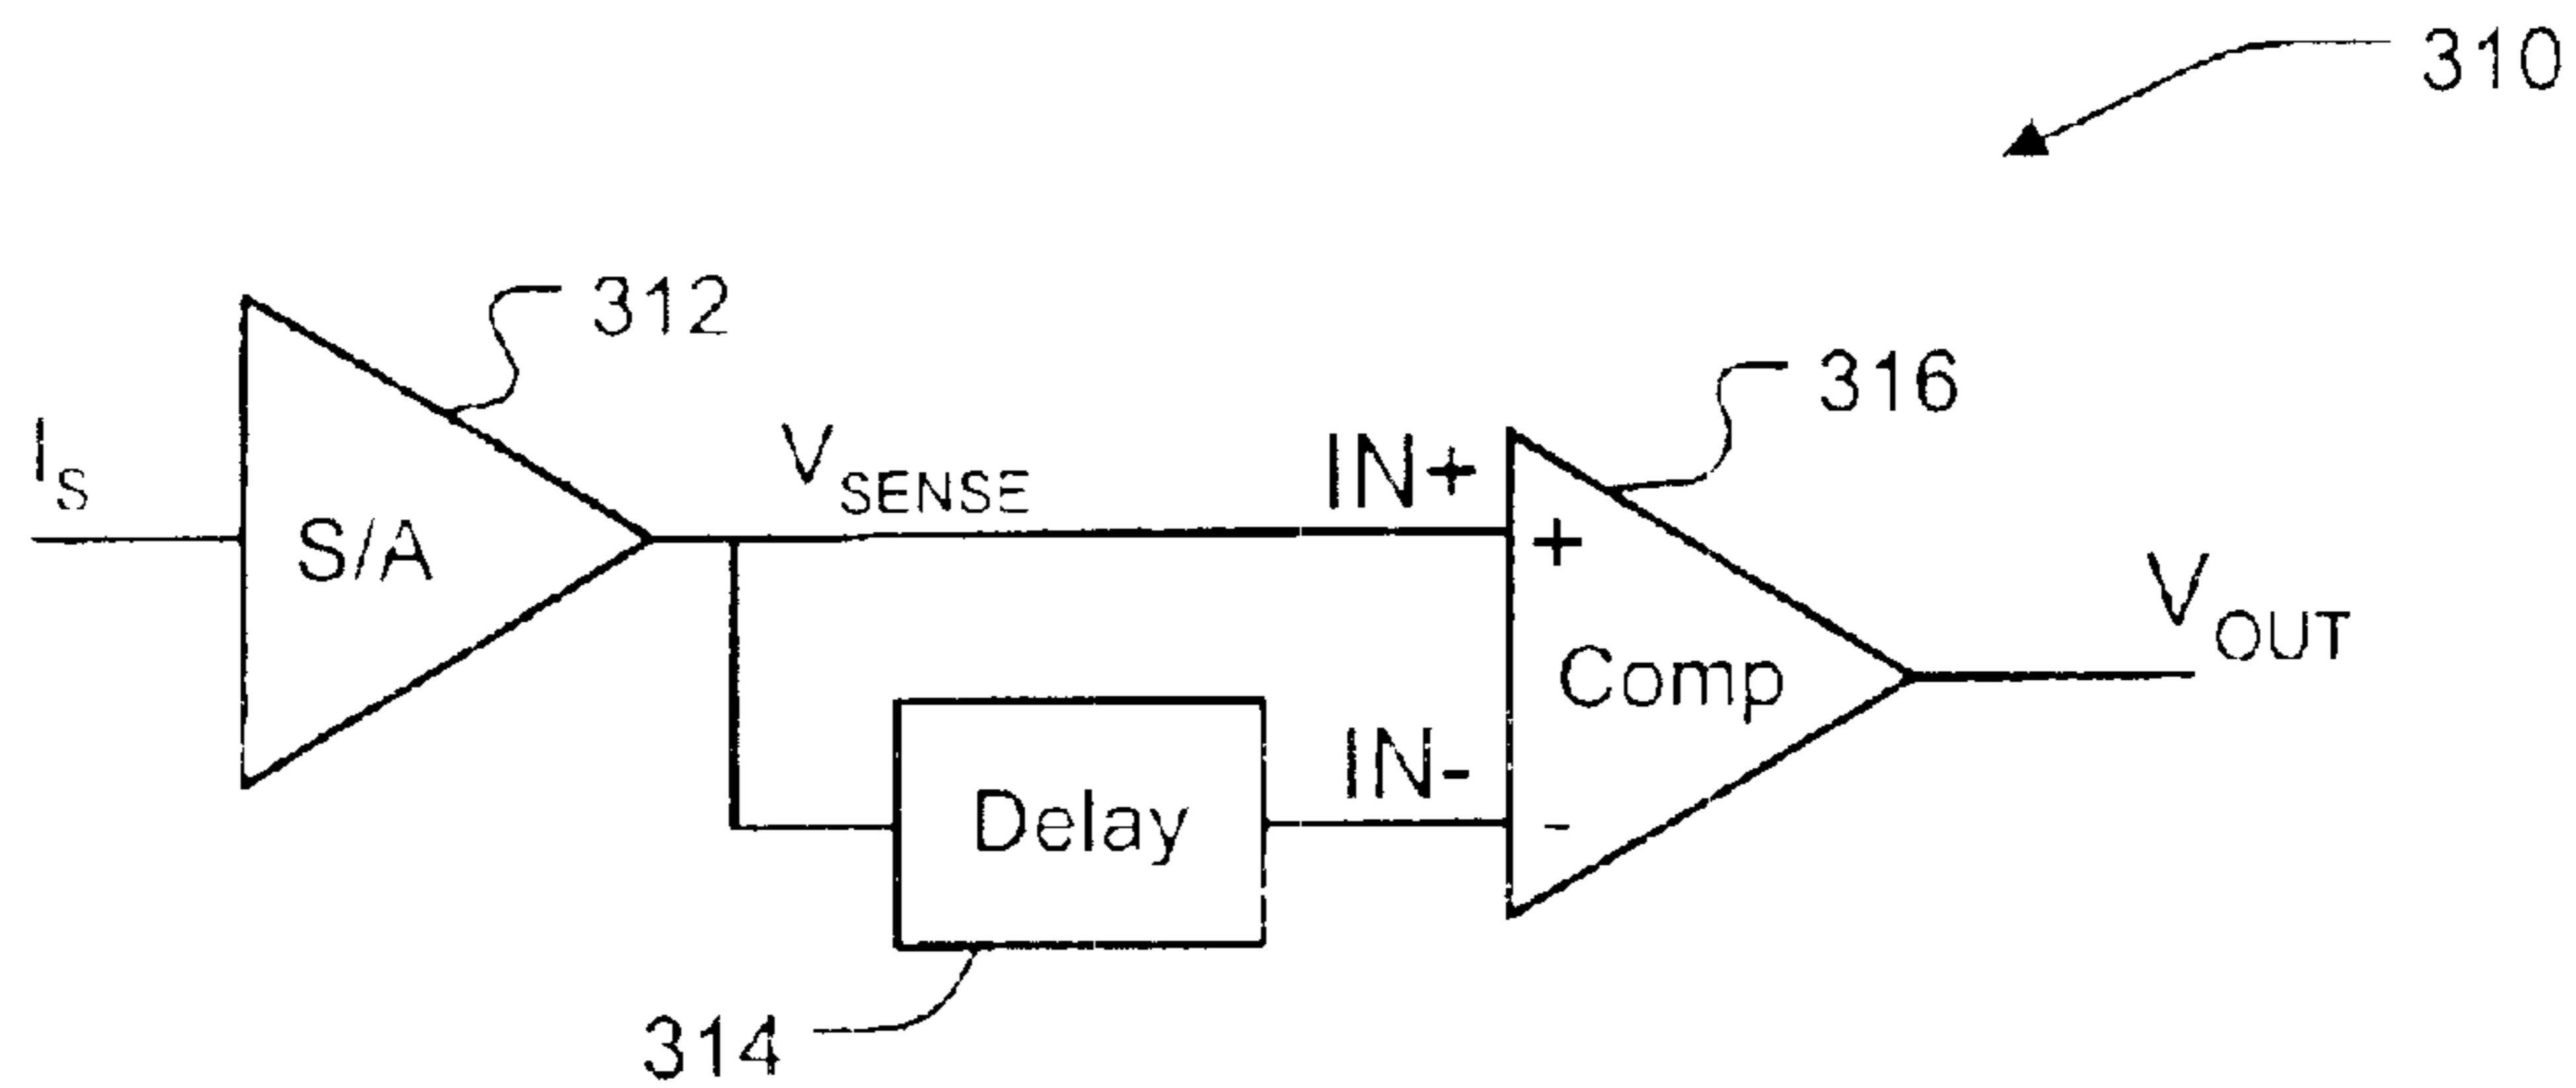 310
312
316
I_S
V_SENSE
IN+
S/A
+
V_OUT
Comp
IN-
Delay
-
314